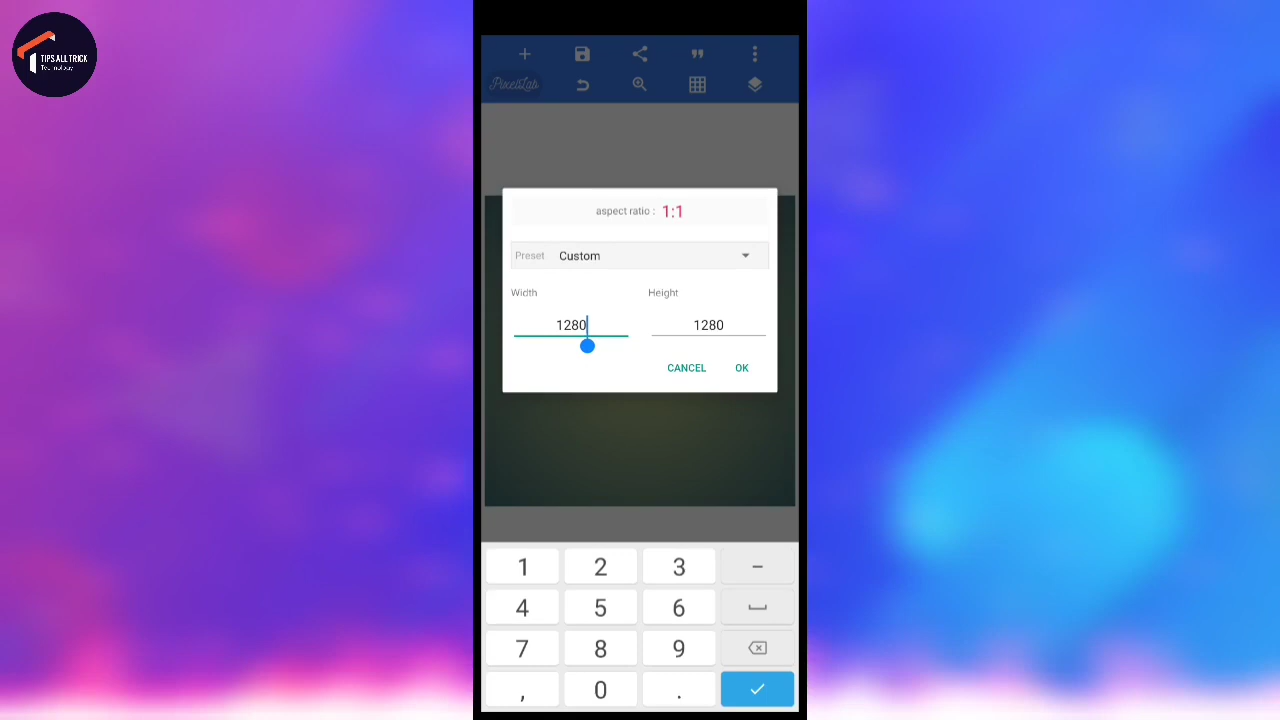 TIPS ALL TRICK
Technology
PixelLab
aspect ratio : 1:1
Preset Custom
Width Height
1280 1280
CANCEL OK
1 2 3 -
4 5 6
7 8 9
, 0 .